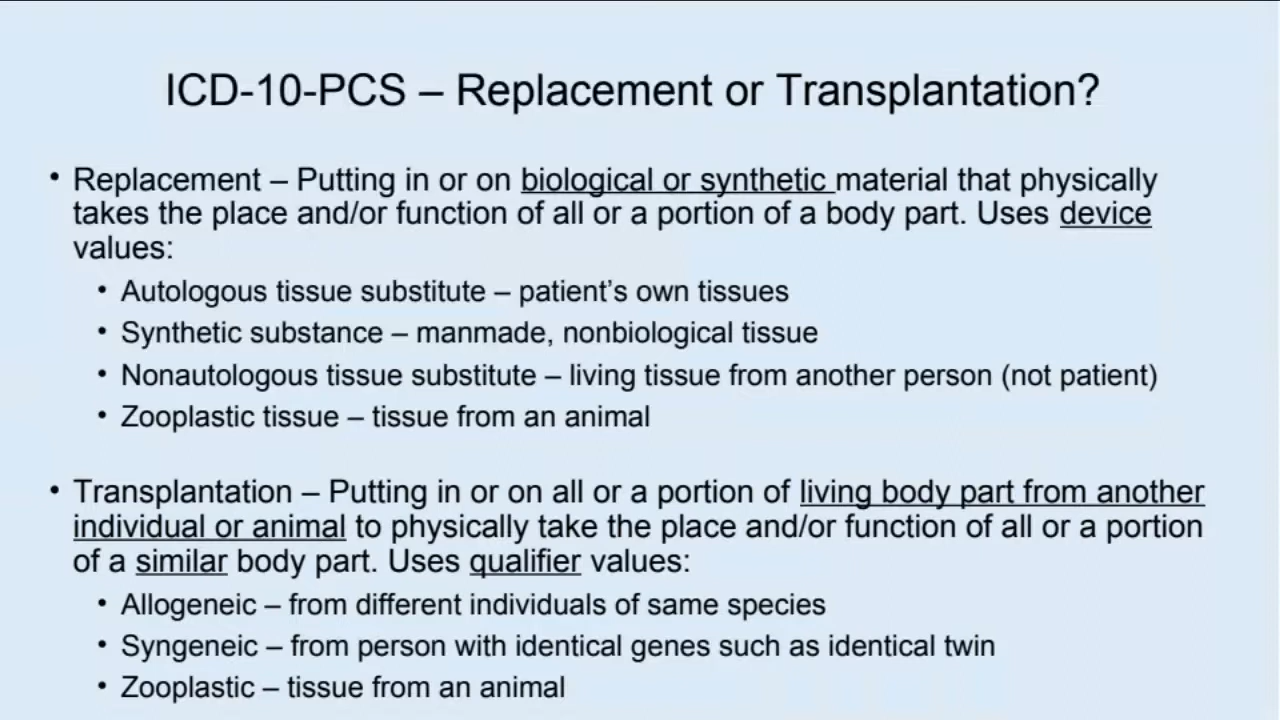 ICD-10-PCS – Replacement or Transplantation?
• Replacement – Putting in or on biological or synthetic material that physically
takes the place and/or function of all or a portion of a body part. Uses device
values:
• Autologous tissue substitute – patient's own tissues
• Synthetic substance – manmade, nonbiological tissue
• Nonautologous tissue substitute – living tissue from another person (not patient)
• Zooplastic tissue – tissue from an animal
• Transplantation – Putting in or on all or a portion of living body part from another
individual or animal to physically take the place and/or function of all or a portion
of a similar body part. Uses qualifier values:
• Allogeneic – from different individuals of same species
• Syngeneic – from person with identical genes such as identical twin
• Zooplastic – tissue from an animal